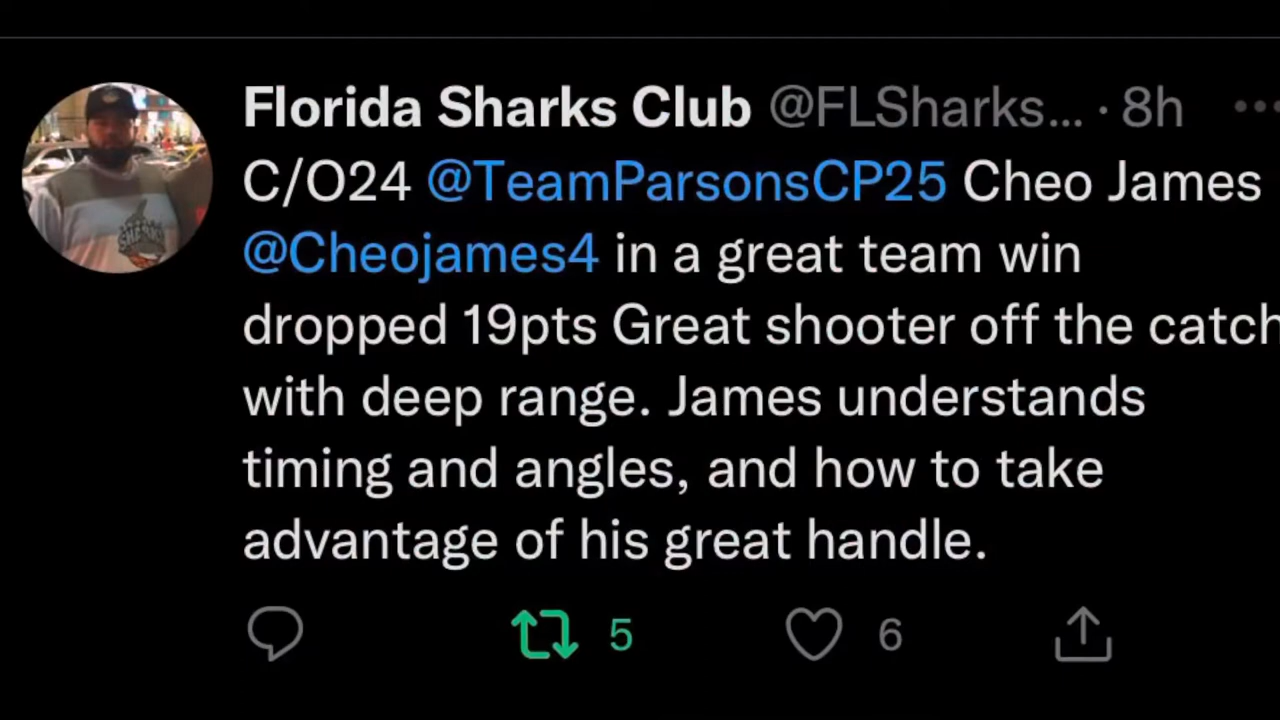 Florida Sharks Club @FLSharks... · 8h
C/O24 @TeamParsonsCP25 Cheo James
@Cheojames4 in a great team win
dropped 19pts Great shooter off the catch
with deep range. James understands
timing and angles, and how to take
advantage of his great handle.
5 6
SHARKS